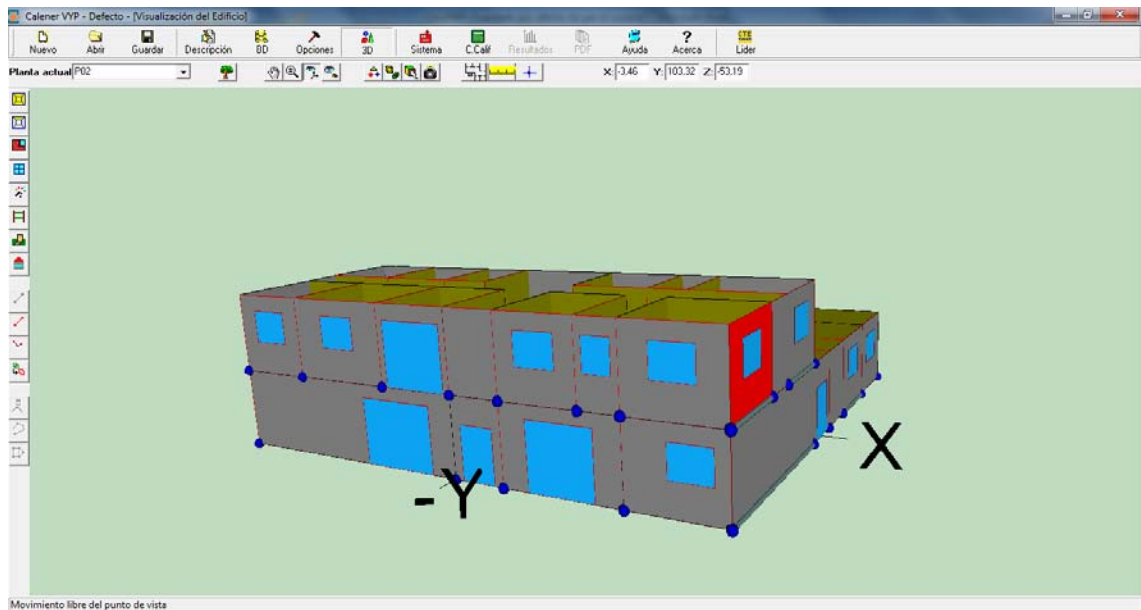 Calener VYP - Defecto - [Visualización del Edificio]
Nuevo Abrir Guardar Descripción BD Opciones 3D Sistema C.Calif Resultados PDF Ayuda Acerca CTE Lider
Planta actual P02 X: -3.46 Y: 103.32 Z: -53.19
X
- Y
Movimiento libre del punto de vista